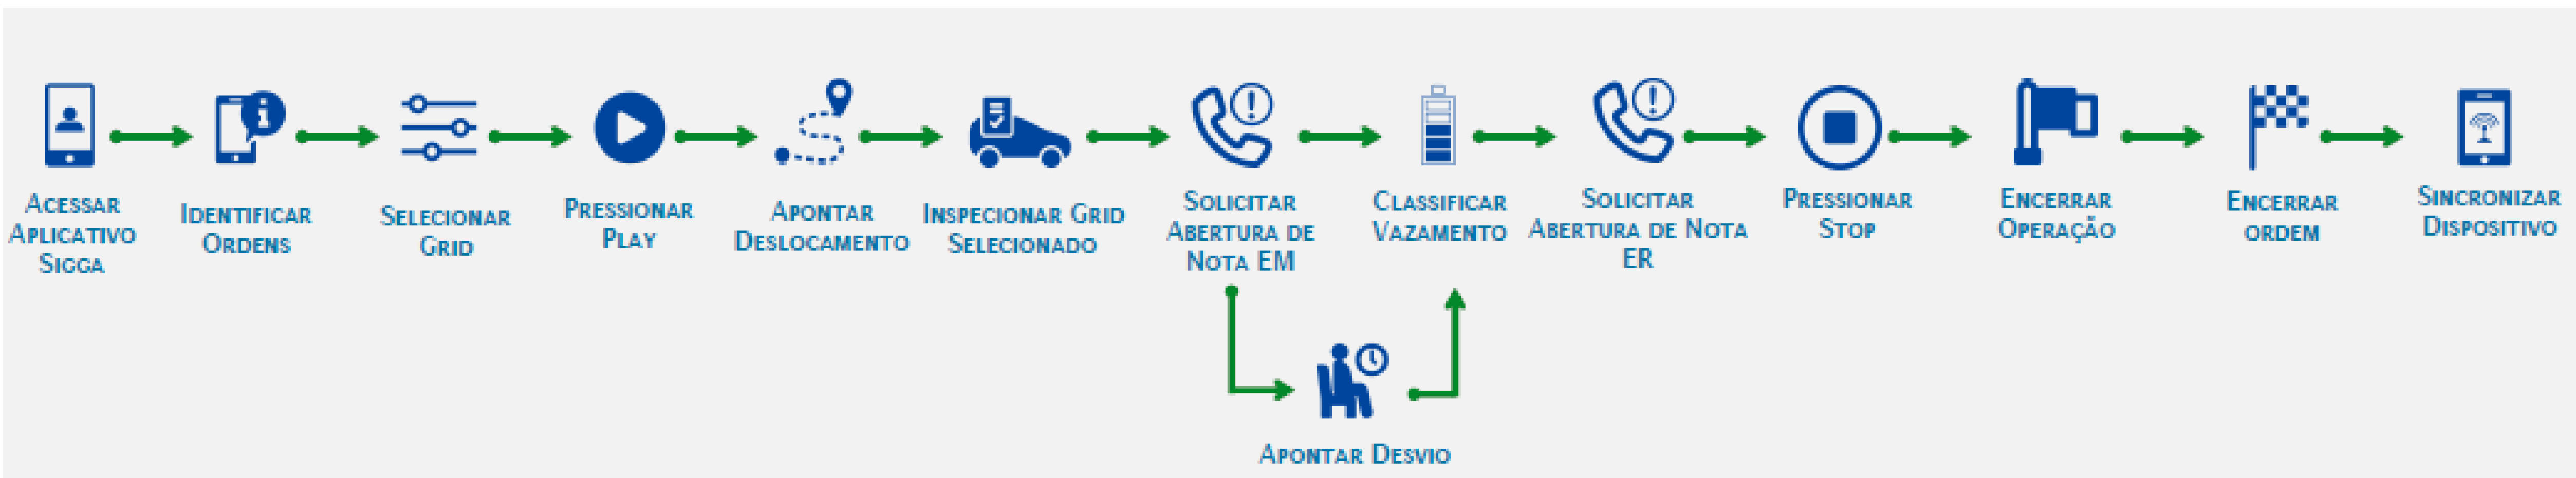 Acessar
Aplicativo
Sigga
Identificar
Ordens
Selecionar
Grid
Pressionar
Play
Apontar
Deslocamento
Inspecionar Grid
Selecionado
Solicitar
Abertura de
Nota EM
Classificar
Vazamento
Solicitar
Abertura de Nota
ER
Pressionar
Stop
Encerrar
Operação
Encerrar
ordem
Sincronizar
Dispositivo
Apontar Desvio